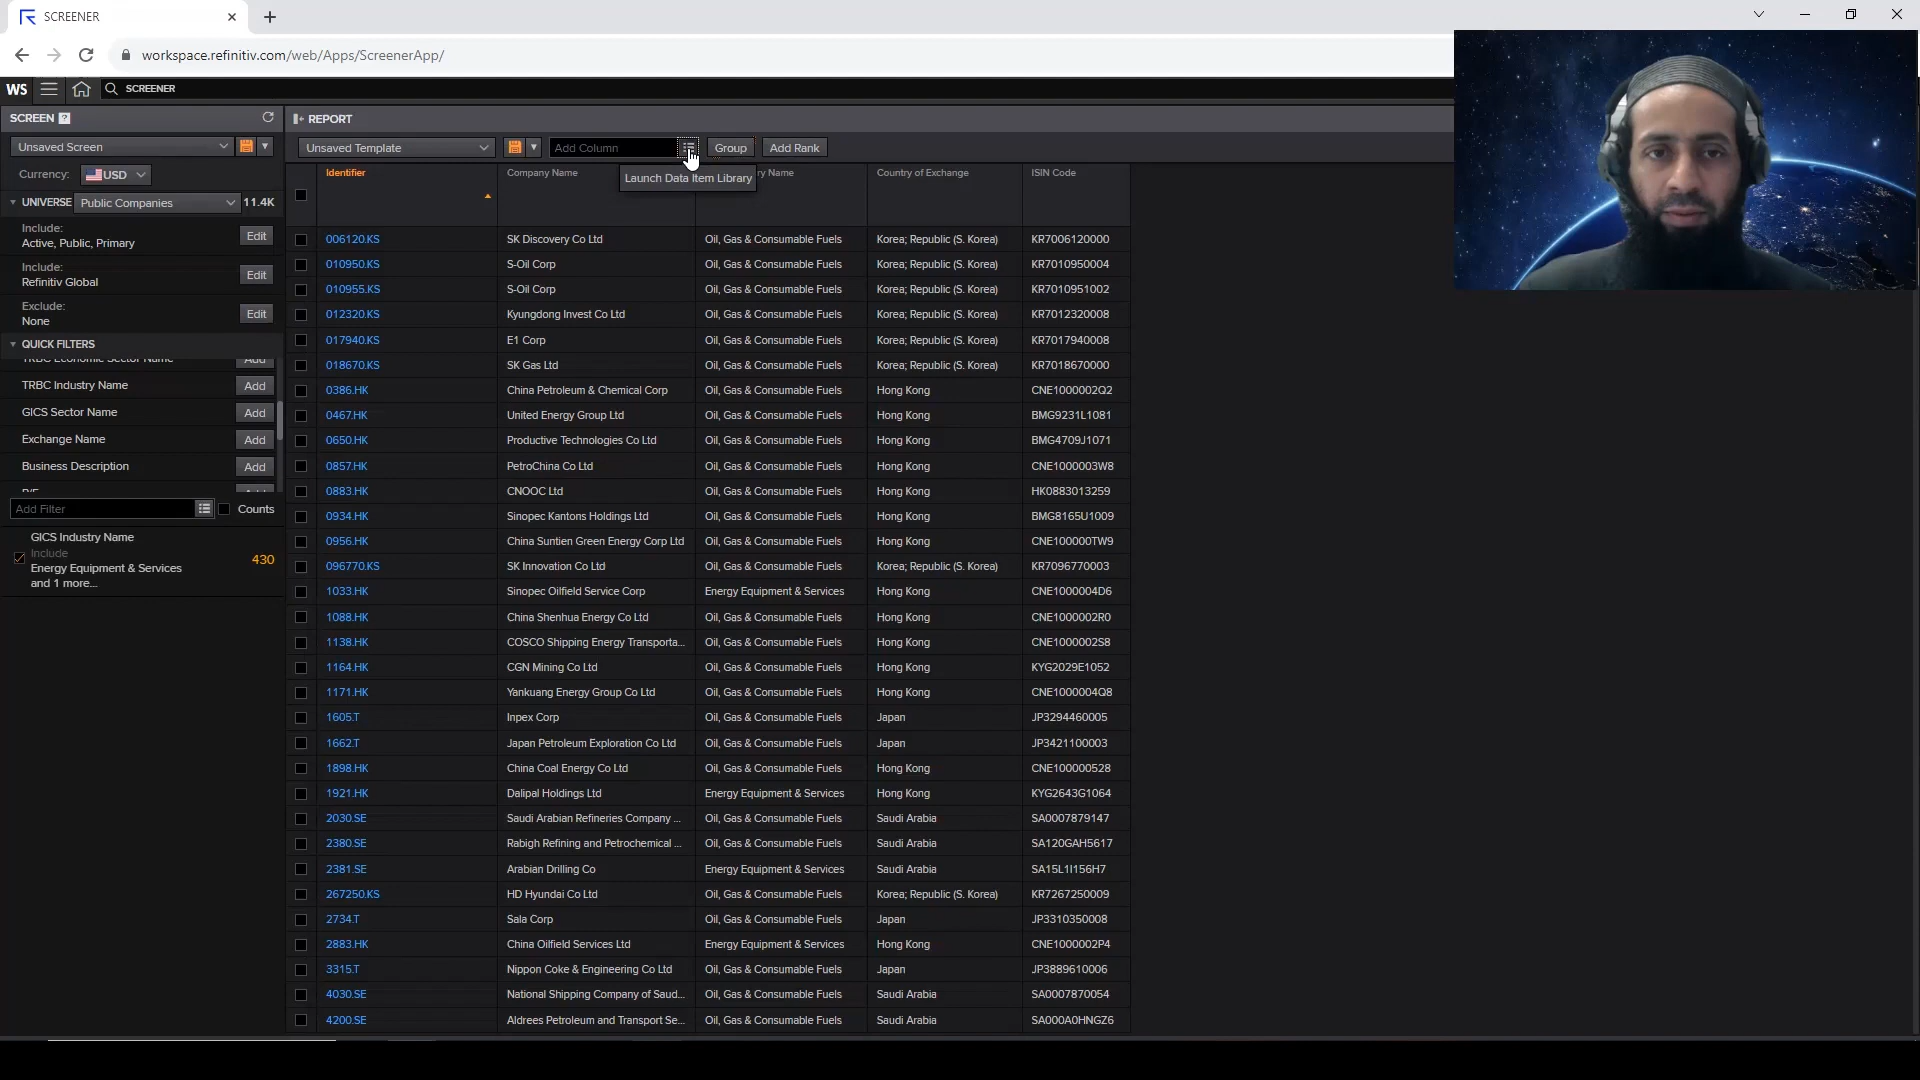 SCREENER
workspace.refinitiv.com/web/Apps/ScreenerApp/
WS SCREENER
SCREEN ?
Unsaved Screen
Currency: USD
UNIVERSE Public Companies 11.4K
Include:
Active, Public, Primary
Edit
Include:
Refinitiv Global
Edit
Exclude:
None
Edit
QUICK FILTERS
TRBC Economic Sector Name Add
TRBC Industry Name Add
GICS Sector Name Add
Exchange Name Add
Business Description Add
P/E Add
Add Filter Counts
GICS Industry Name
Include
Energy Equipment & Services
and 1 more...
430
REPORT
Unsaved Template Add Column Group Add Rank
Launch Data Item Library
Identifier Company Name ry Name Country of Exchange ISIN Code
006120.KS SK Discovery Co Ltd Oil, Gas & Consumable Fuels Korea; Republic (S. Korea) KR7006120000
010950.KS S-Oil Corp Oil, Gas & Consumable Fuels Korea; Republic (S. Korea) KR7010950004
010955.KS S-Oil Corp Oil, Gas & Consumable Fuels Korea; Republic (S. Korea) KR7010951002
012320.KS Kyungdong Invest Co Ltd Oil, Gas & Consumable Fuels Korea; Republic (S. Korea) KR7012320008
017940.KS E1 Corp Oil, Gas & Consumable Fuels Korea; Republic (S. Korea) KR7017940008
018670.KS SK Gas Ltd Oil, Gas & Consumable Fuels Korea; Republic (S. Korea) KR7018670000
0386.HK China Petroleum & Chemical Corp Oil, Gas & Consumable Fuels Hong Kong CNE1000002Q2
0467.HK United Energy Group Ltd Oil, Gas & Consumable Fuels Hong Kong BMG9231L1081
0650.HK Productive Technologies Co Ltd Oil, Gas & Consumable Fuels Hong Kong BMG4709J1071
0857.HK PetroChina Co Ltd Oil, Gas & Consumable Fuels Hong Kong CNE1000003W8
0883.HK CNOOC Ltd Oil, Gas & Consumable Fuels Hong Kong HK0883013259
0934.HK Sinopec Kantons Holdings Ltd Oil, Gas & Consumable Fuels Hong Kong BMG8165U1009
0956.HK China Suntien Green Energy Corp Ltd Oil, Gas & Consumable Fuels Hong Kong CNE100000TW9
096770.KS SK Innovation Co Ltd Oil, Gas & Consumable Fuels Korea; Republic (S. Korea) KR7096770003
1033.HK Sinopec Oilfield Service Corp Energy Equipment & Services Hong Kong CNE1000004D6
1088.HK China Shenhua Energy Co Ltd Oil, Gas & Consumable Fuels Hong Kong CNE1000002R0
1138.HK COSCO Shipping Energy Transporta... Oil, Gas & Consumable Fuels Hong Kong CNE1000002S8
1164.HK CGN Mining Co Ltd Oil, Gas & Consumable Fuels Hong Kong KYG2029E1052
1171.HK Yankuang Energy Group Co Ltd Oil, Gas & Consumable Fuels Hong Kong CNE1000004Q8
1605.T Inpex Corp Oil, Gas & Consumable Fuels Japan JP3294460005
1662.T Japan Petroleum Exploration Co Ltd Oil, Gas & Consumable Fuels Japan JP3421100003
1898.HK China Coal Energy Co Ltd Oil, Gas & Consumable Fuels Hong Kong CNE100000528
1921.HK Dalipal Holdings Ltd Energy Equipment & Services Hong Kong KYG2643G1064
2030.SE Saudi Arabian Refineries Company ... Oil, Gas & Consumable Fuels Saudi Arabia SA0007879147
2380.SE Rabigh Refining and Petrochemical ... Oil, Gas & Consumable Fuels Saudi Arabia SA120GAH5617
2381.SE Arabian Drilling Co Energy Equipment & Services Saudi Arabia SA15L1I156H7
267250.KS HD Hyundai Co Ltd Oil, Gas & Consumable Fuels Korea; Republic (S. Korea) KR7267250009
2734.T Sala Corp Oil, Gas & Consumable Fuels Japan JP3310350008
2883.HK China Oilfield Services Ltd Energy Equipment & Services Hong Kong CNE1000002P4
3315.T Nippon Coke & Engineering Co Ltd Oil, Gas & Consumable Fuels Japan JP3889610006
4030.SE National Shipping Company of Saud... Oil, Gas & Consumable Fuels Saudi Arabia SA0007870054
4200.SE Aldrees Petroleum and Transport Se... Oil, Gas & Consumable Fuels Saudi Arabia SA000A0HNGZ6